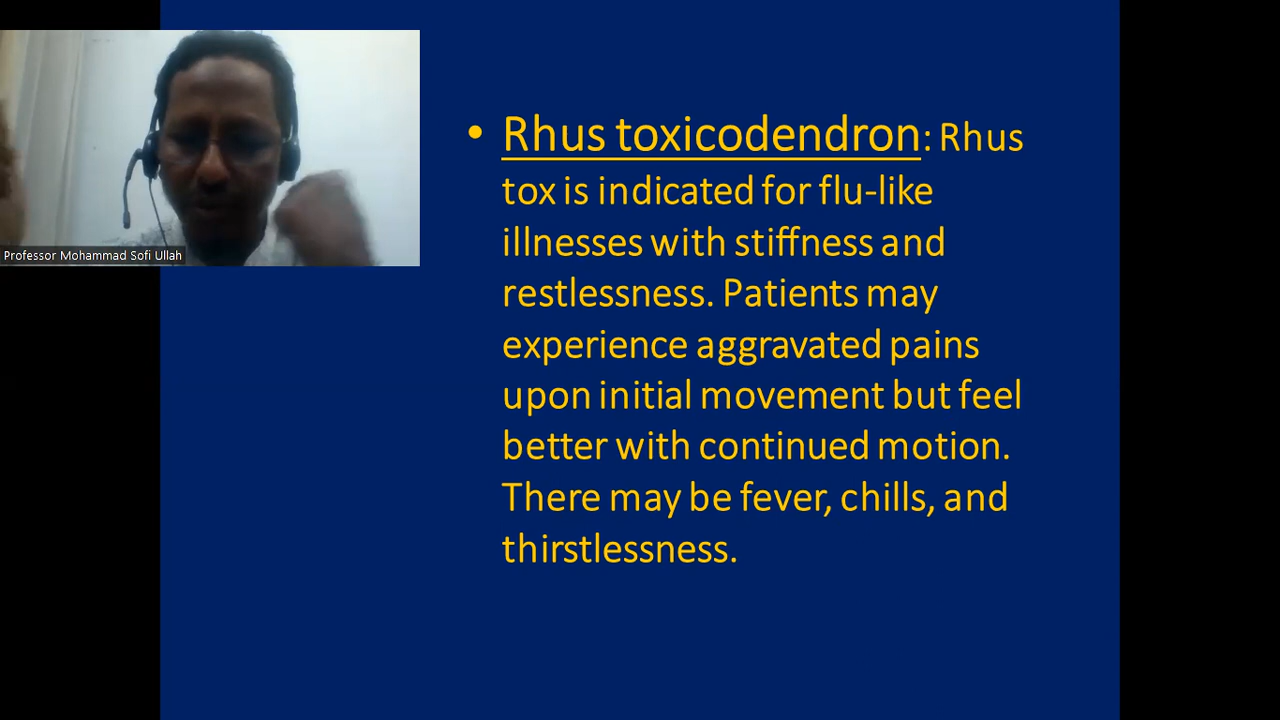 Professor Mohammad Sofi Ullah
• Rhus toxicodendron: Rhus
tox is indicated for flu-like
illnesses with stiffness and
restlessness. Patients may
experience aggravated pains
upon initial movement but feel
better with continued motion.
There may be fever, chills, and
thirstlessness.